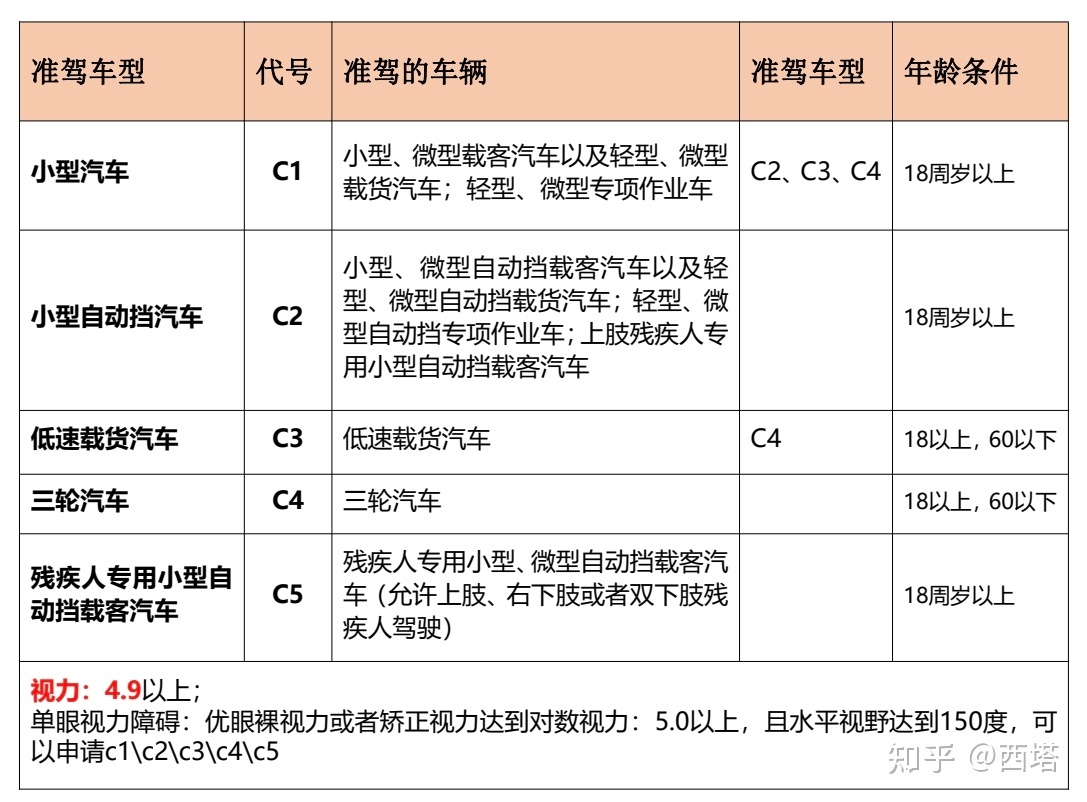 准驾车型 代号 准驾的车辆 准驾车型 年龄条件
小型汽车 C1 小型、微型载客汽车以及轻型、微型
载货汽车；轻型、微型专项作业车 C2、C3、C4 18周岁以上
小型自动挡汽车 C2 小型、微型自动挡载客汽车以及轻
型、微型自动挡载货汽车；轻型、微
型自动挡专项作业车；上肢残疾人专
用小型自动挡载客汽车 18周岁以上
低速载货汽车 C3 低速载货汽车 C4 18以上，60以下
三轮汽车 C4 三轮汽车 18以上，60以下
残疾人专用小型自
动挡载客汽车 C5 残疾人专用小型、微型自动挡载客汽
车（允许上肢、右下肢或者双下肢残
疾人驾驶） 18周岁以上
视力：4.9以上；
单眼视力障碍：优眼裸视力或者矫正视力达到对数视力：5.0以上，且水平视野达到150度，可
以申请c1\c2\c3\c4\c5
知乎 @西塔